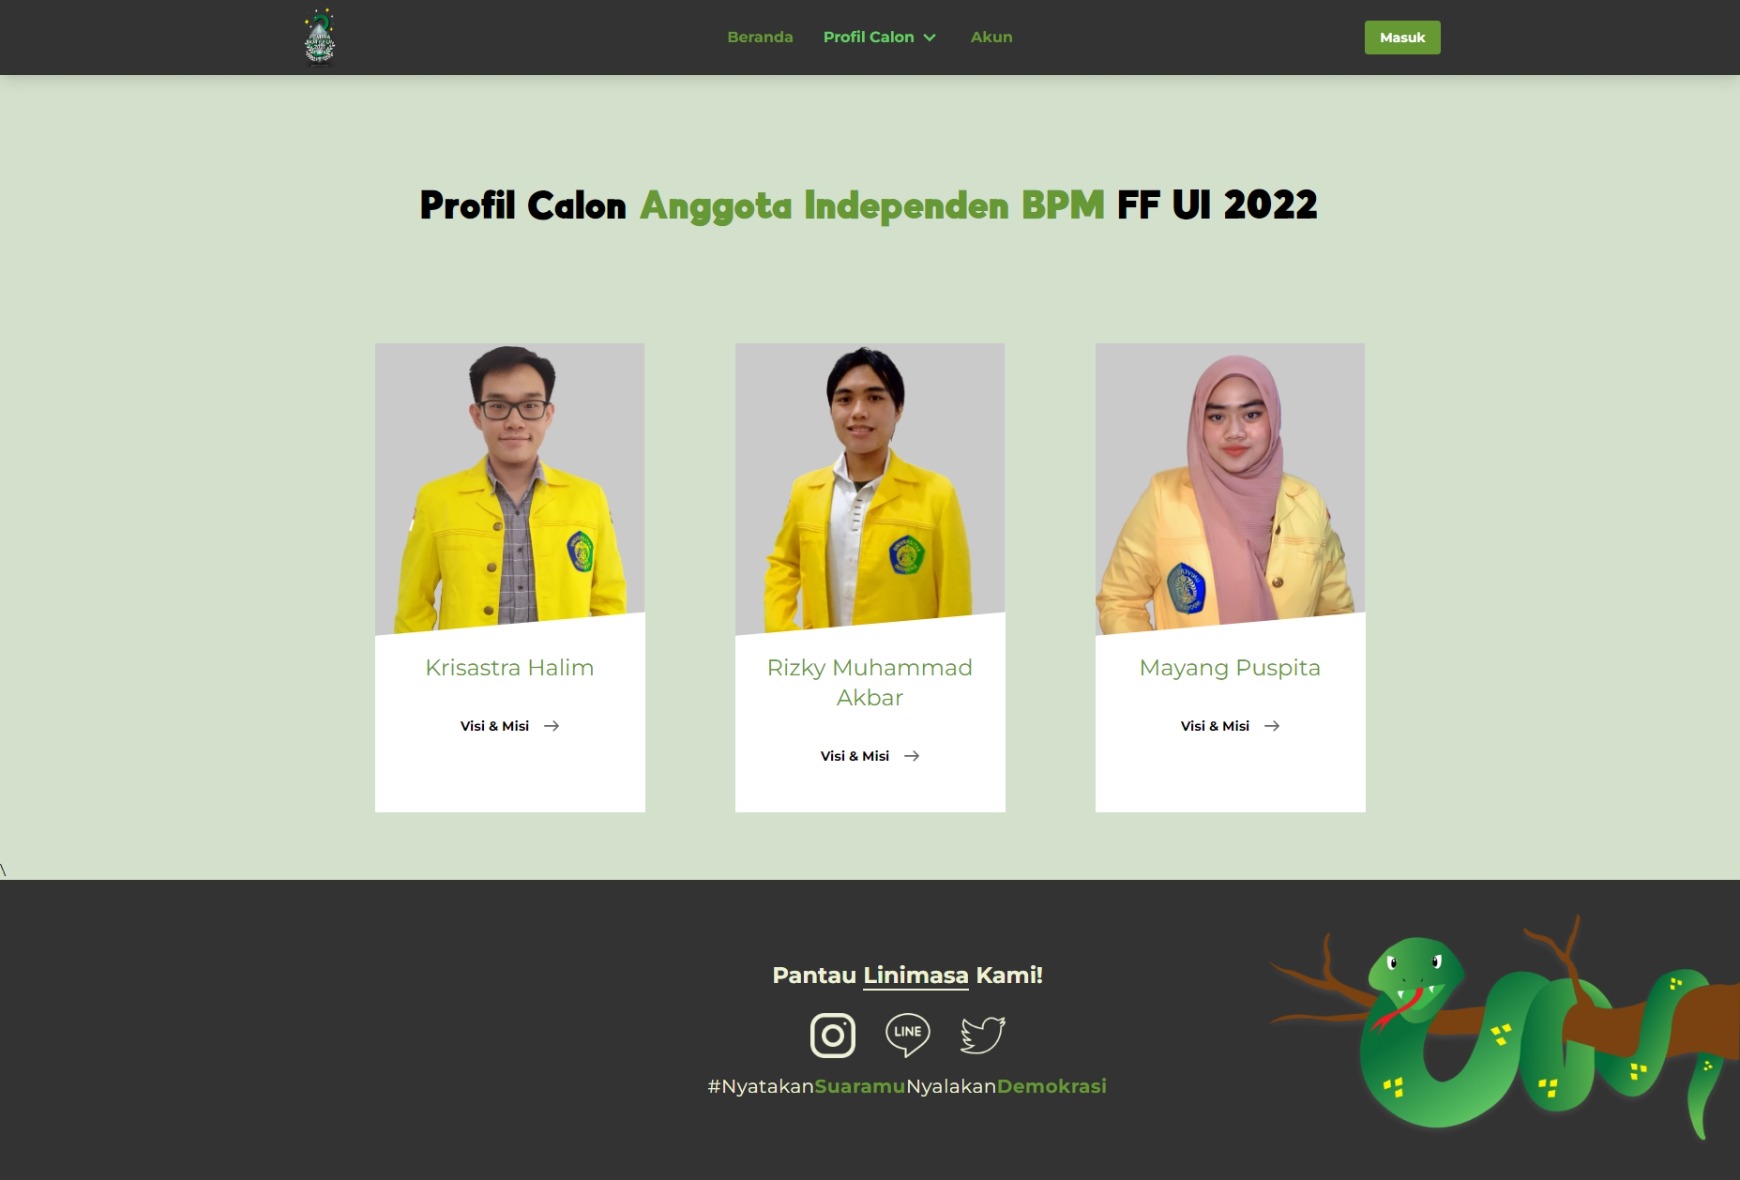 Beranda
Profil Calon
Akun
Masuk
Profil Calon Anggota Independen BPM FF UI 2022
Krisastra Halim
Visi & Misi
Rizky Muhammad
Akbar
Visi & Misi
Mayang Puspita
Visi & Misi
\
Pantau Linimasa Kami!
LINE
#NyatakanSuaramuNyalakanDemokrasi